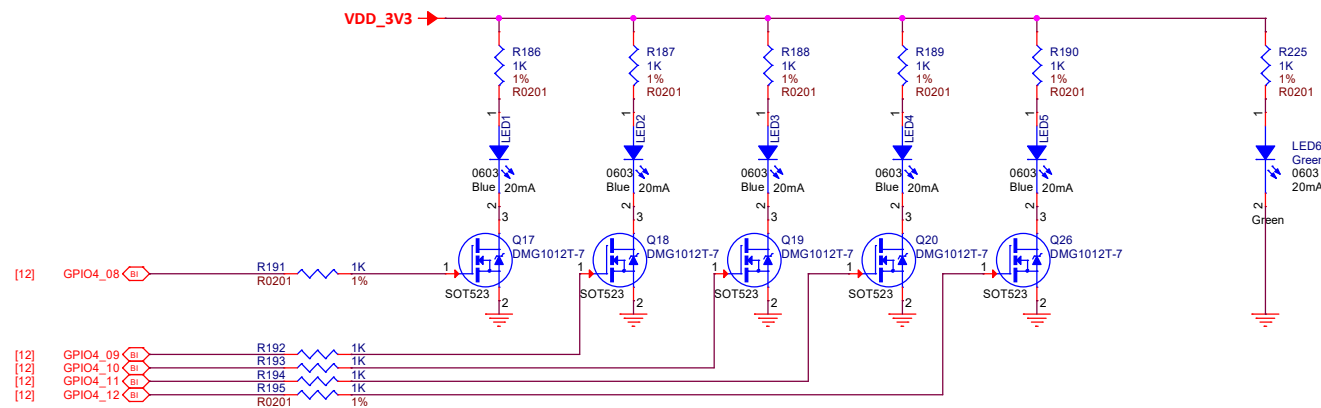 VDD_3V3
R186
1K
1%
R0201
R187
1K
1%
R0201
R188
1K
1%
R0201
R189
1K
1%
R0201
R190
1K
1%
R0201
R225
1K
1%
R0201
1
LED1
0603
Blue 20mA
2
1
LED2
0603
Blue 20mA
2
1
LED3
0603
Blue 20mA
2
1
LED4
0603
Blue 20mA
2
1
LED5
0603
Blue 20mA
2
1
LED6
Green
0603
20mA
2
Green
3
Q17
DMG1012T-7
1
SOT523
2
3
Q18
DMG1012T-7
1
SOT523
2
3
Q19
DMG1012T-7
1
SOT523
2
3
Q20
DMG1012T-7
1
SOT523
2
3
Q26
DMG1012T-7
1
SOT523
2
[12] GPIO4_08 BI R191 1K
R0201 1%
[12] GPIO4_09 BI R192 1K
[12] GPIO4_10 BI R193 1K
[12] GPIO4_11 BI R194 1K
[12] GPIO4_12 BI R195 1K
R0201 1%